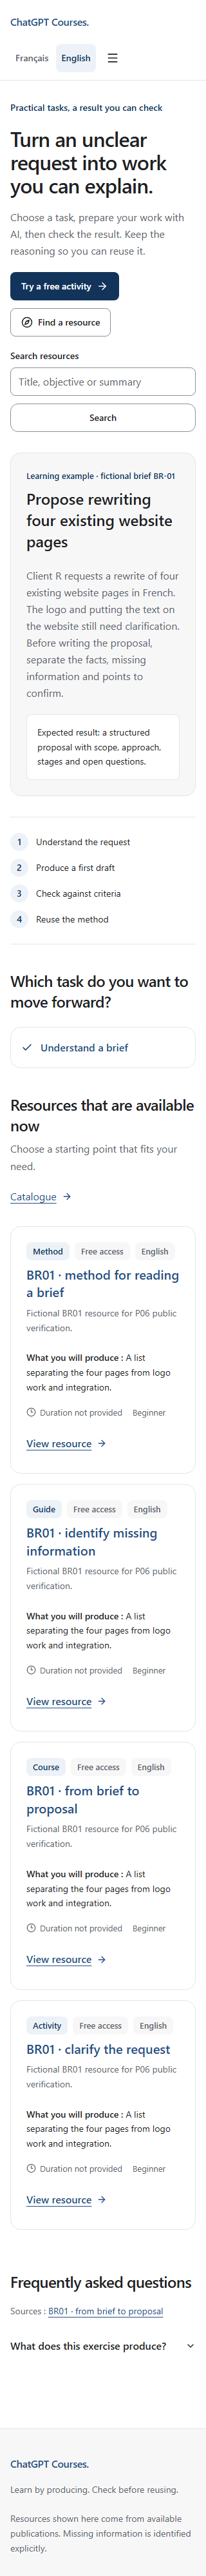 ChatGPT Courses.
Français English
Practical tasks, a result you can check
Turn an unclear
request into work
you can explain.
Choose a task, prepare your work with
AI, then check the result. Keep the
reasoning so you can reuse it.
Try a free activity
Find a resource
Search resources
Title, objective or summary
Search
Learning example · fictional brief BR-01
Propose rewriting
four existing website
pages
Client R requests a rewrite of four
existing website pages in French.
The logo and putting the text on
the website still need clarification.
Before writing the proposal,
separate the facts, missing
information and points to
confirm.
Expected result: a structured
proposal with scope, approach,
stages and open questions.
1 Understand the request
2 Produce a first draft
3 Check against criteria
4 Reuse the method
Which task do you want to
move forward?
Understand a brief
Resources that are available
now
Choose a starting point that fits your
need.
Catalogue
Method Free access English
BR01 · method for reading
a brief
Fictional BR01 resource for P06 public
verification.
What you will produce : A list
separating the four pages from logo
work and integration.
Duration not provided Beginner
View resource
Guide Free access English
BR01 · identify missing
information
Fictional BR01 resource for P06 public
verification.
What you will produce : A list
separating the four pages from logo
work and integration.
Duration not provided Beginner
View resource
Course Free access English
BR01 · from brief to
proposal
Fictional BR01 resource for P06 public
verification.
What you will produce : A list
separating the four pages from logo
work and integration.
Duration not provided Beginner
View resource
Activity Free access English
BR01 · clarify the request
Fictional BR01 resource for P06 public
verification.
What you will produce : A list
separating the four pages from logo
work and integration.
Duration not provided Beginner
View resource
Frequently asked questions
Sources : BR01 · from brief to proposal
What does this exercise produce?
ChatGPT Courses.
Learn by producing. Check before reusing.
Resources shown here come from available
publications. Missing information is identified
explicitly.